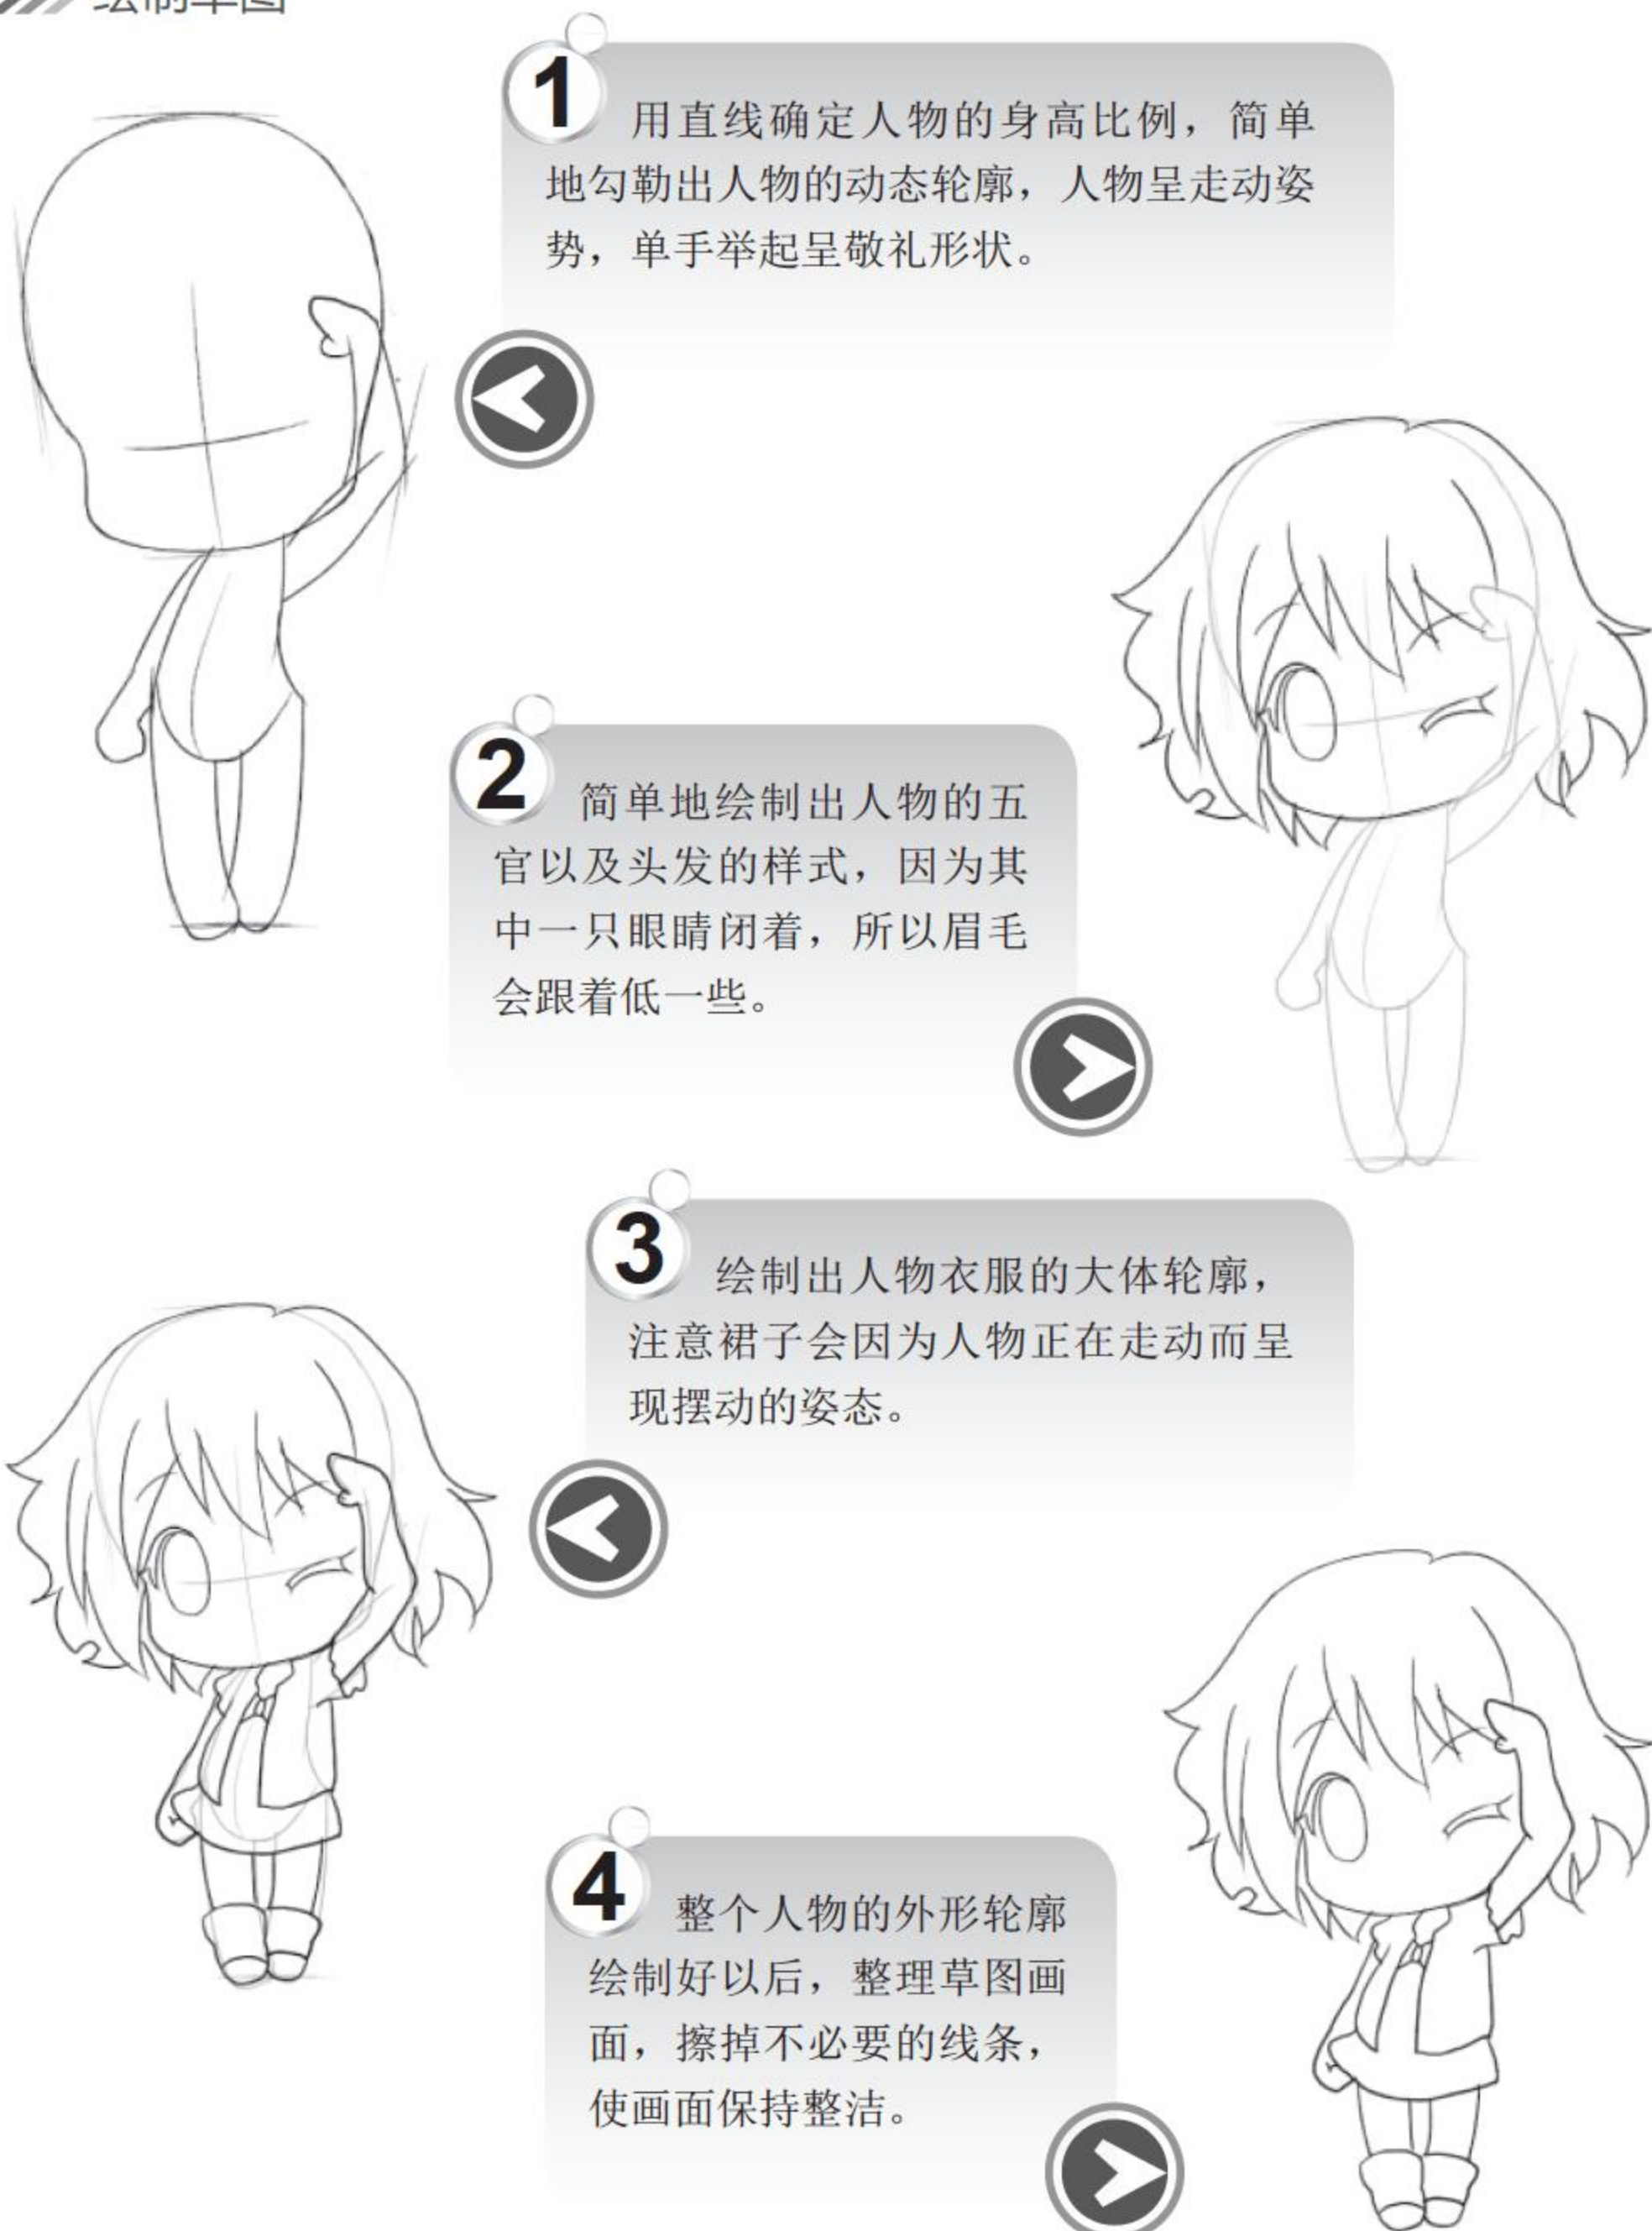 绘制草图
1
用直线确定人物的身高比例，简单
地勾勒出人物的动态轮廓，人物呈走动姿
势，单手举起呈敬礼形状。
2
简单地绘制出人物的五
官以及头发的样式，因为其
中一只眼睛闭着，所以眉毛
会跟着低一些。
3
绘制出人物衣服的大体轮廓，
注意裙子会因为人物正在走动而呈
现摆动的姿态。
4
整个人物的外形轮廓
绘制好以后，整理草图画
面，擦掉不必要的线条，
使画面保持整洁。